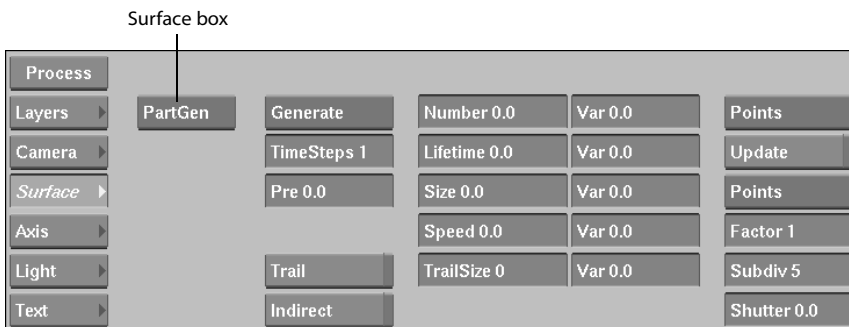 Surface box
Process
Layers PartGen Generate Number 0.0 Var 0.0 Points
Camera TimeSteps 1 Lifetime 0.0 Var 0.0 Update
Surface Pre 0.0 Size 0.0 Var 0.0 Points
Axis Speed 0.0 Var 0.0 Factor 1
Light Trail TrailSize 0 Var 0.0 Subdiv 5
Text Indirect Shutter 0.0